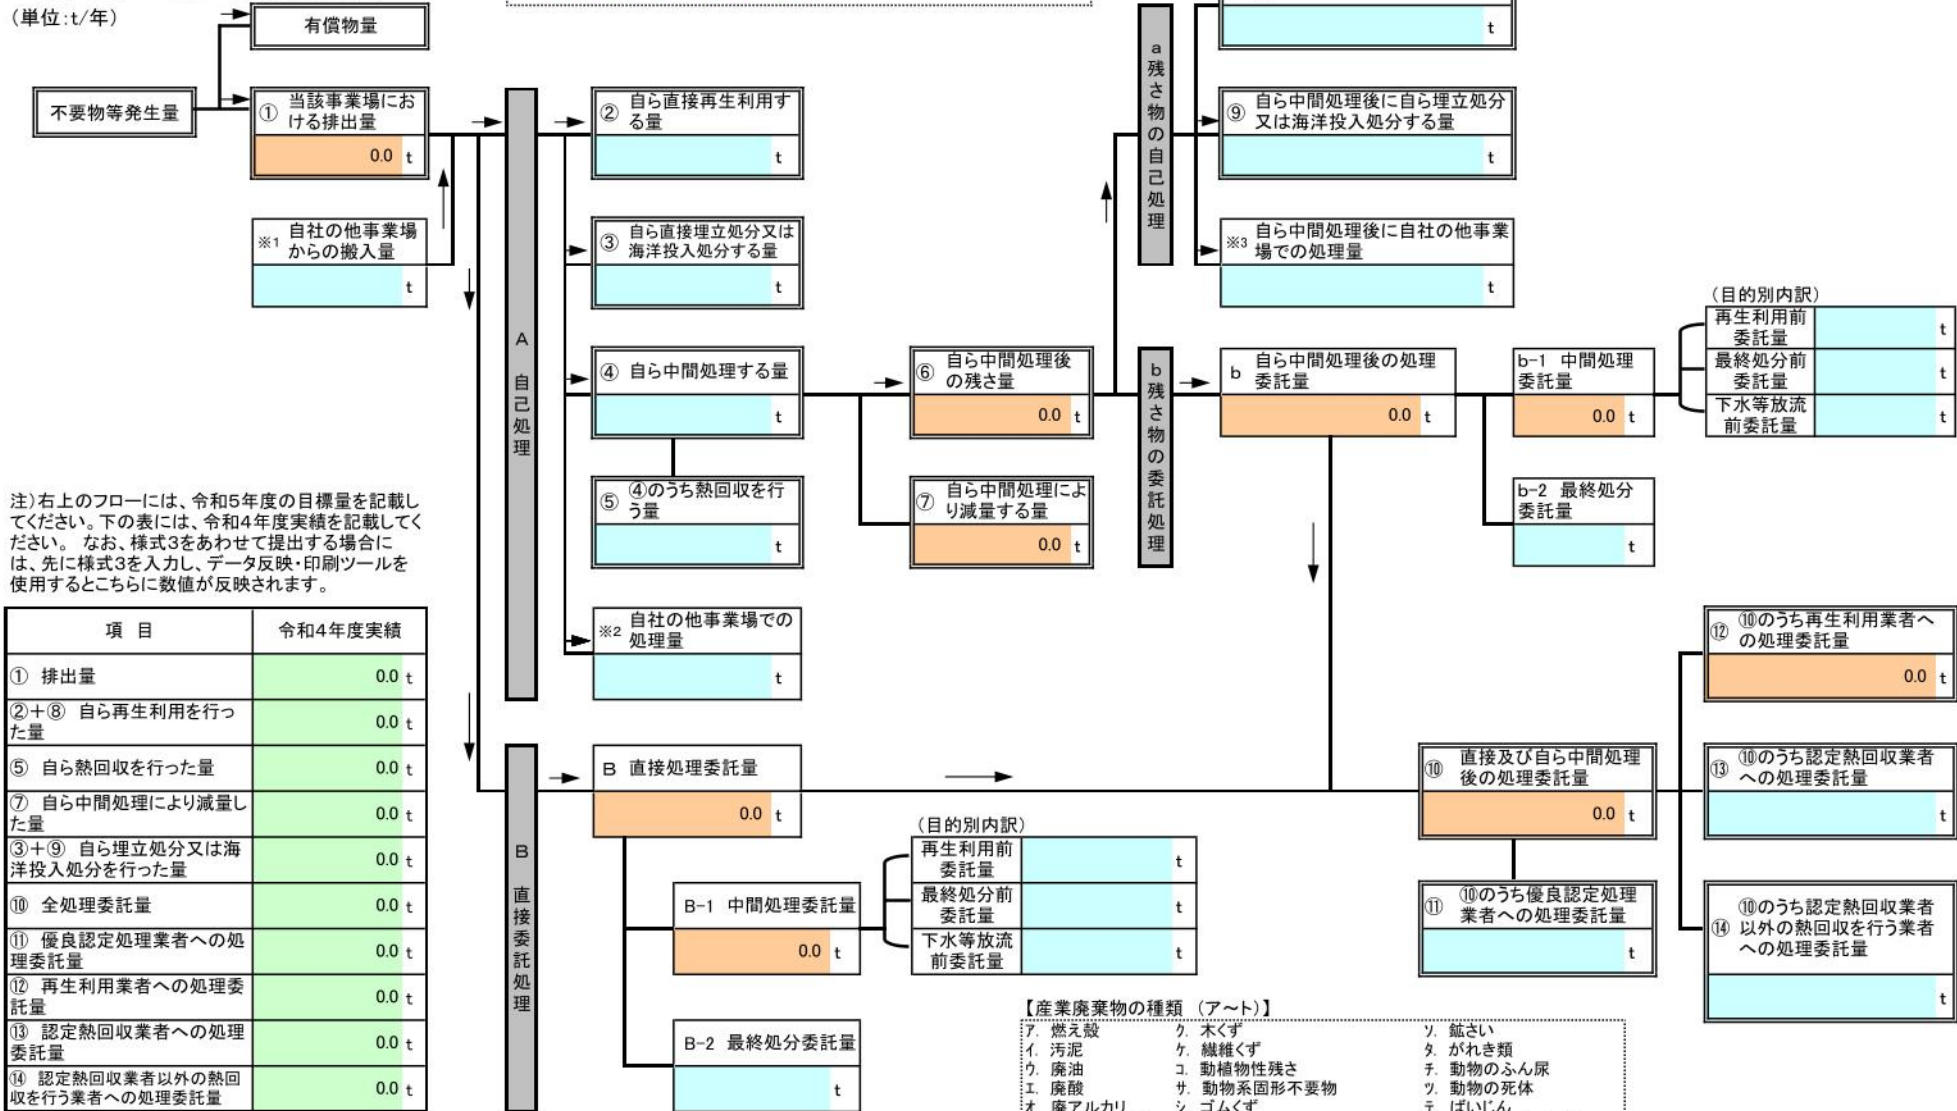 (単位:t/年)
有償物量
不要物等発生量
① 当該事業場にお
ける排出量
0.0 t
※1 自社の他事業場
からの搬入量
t
A 自己処理
② 自ら直接再生利用す
る量
t
③ 自ら直接埋立処分又は
海洋投入処分する量
t
④ 自ら中間処理する量
t
⑤ ④のうち熱回収を行
う量
t
※2 自社の他事業場での
処理量
t
⑥ 自ら中間処理後
の残さ量
0.0 t
⑦ 自ら中間処理によ
り減量する量
0.0 t
a 残さ物の自己処理
t
⑨ 自ら中間処理後に自ら埋立処分
又は海洋投入処分する量
t
※3 自ら中間処理後に自社の他事業
場での処理量
t
b 残さ物の委託処理
b 自ら中間処理後の処理
委託量
0.0 t
b-1 中間処理
委託量
0.0 t
(目的別内訳)
再生利用前
委託量
t
最終処分前
委託量
t
下水等放流
前委託量
t
b-2 最終処分
委託量
t
注)右上のフローには、令和5年度の目標量を記載し
てください。下の表には、令和4年度実績を記載してく
ださい。 なお、様式3をあわせて提出する場合に
は、先に様式3を入力し、データ反映・印刷ツールを
使用するとこちらに数値が反映されます。
項 目 令和4年度実績
① 排出量 0.0 t
②+⑧ 自ら再生利用を行っ
た量 0.0 t
⑤ 自ら熱回収を行った量 0.0 t
⑦ 自ら中間処理により減量し
た量 0.0 t
③+⑨ 自ら埋立処分又は海
洋投入処分を行った量 0.0 t
⑩ 全処理委託量 0.0 t
⑪ 優良認定処理業者への処
理委託量 0.0 t
⑫ 再生利用業者への処理委
託量 0.0 t
⑬ 認定熱回収業者への処理
委託量 0.0 t
⑭ 認定熱回収業者以外の熱回
収を行う業者への処理委託量 0.0 t
B 直接委託処理
B 直接処理委託量
0.0 t
B-1 中間処理委託量
0.0 t
(目的別内訳)
再生利用前
委託量
t
最終処分前
委託量
t
下水等放流
前委託量
t
B-2 最終処分委託量
t
⑩ 直接及び自ら中間処理
後の処理委託量
0.0 t
⑪ ⑩のうち優良認定処理
業者への処理委託量
t
⑫ ⑩のうち再生利用業者へ
の処理委託量
0.0 t
⑬ ⑩のうち認定熱回収業者
への処理委託量
t
⑭ ⑩のうち認定熱回収業者
以外の熱回収を行う業者
への処理委託量
t
【産業廃棄物の種類 (ア~ト)】
ア. 燃え殻 ク. 木くず ソ. 鉱さい
イ. 汚泥 ケ. 繊維くず タ. がれき類
ウ. 廃油 コ. 動植物性残さ チ. 動物のふん尿
エ. 廃酸 サ. 動物系固形不要物 ツ. 動物の死体
オ. 廃アルカリ シ. ゴムくず テ. ばいじん